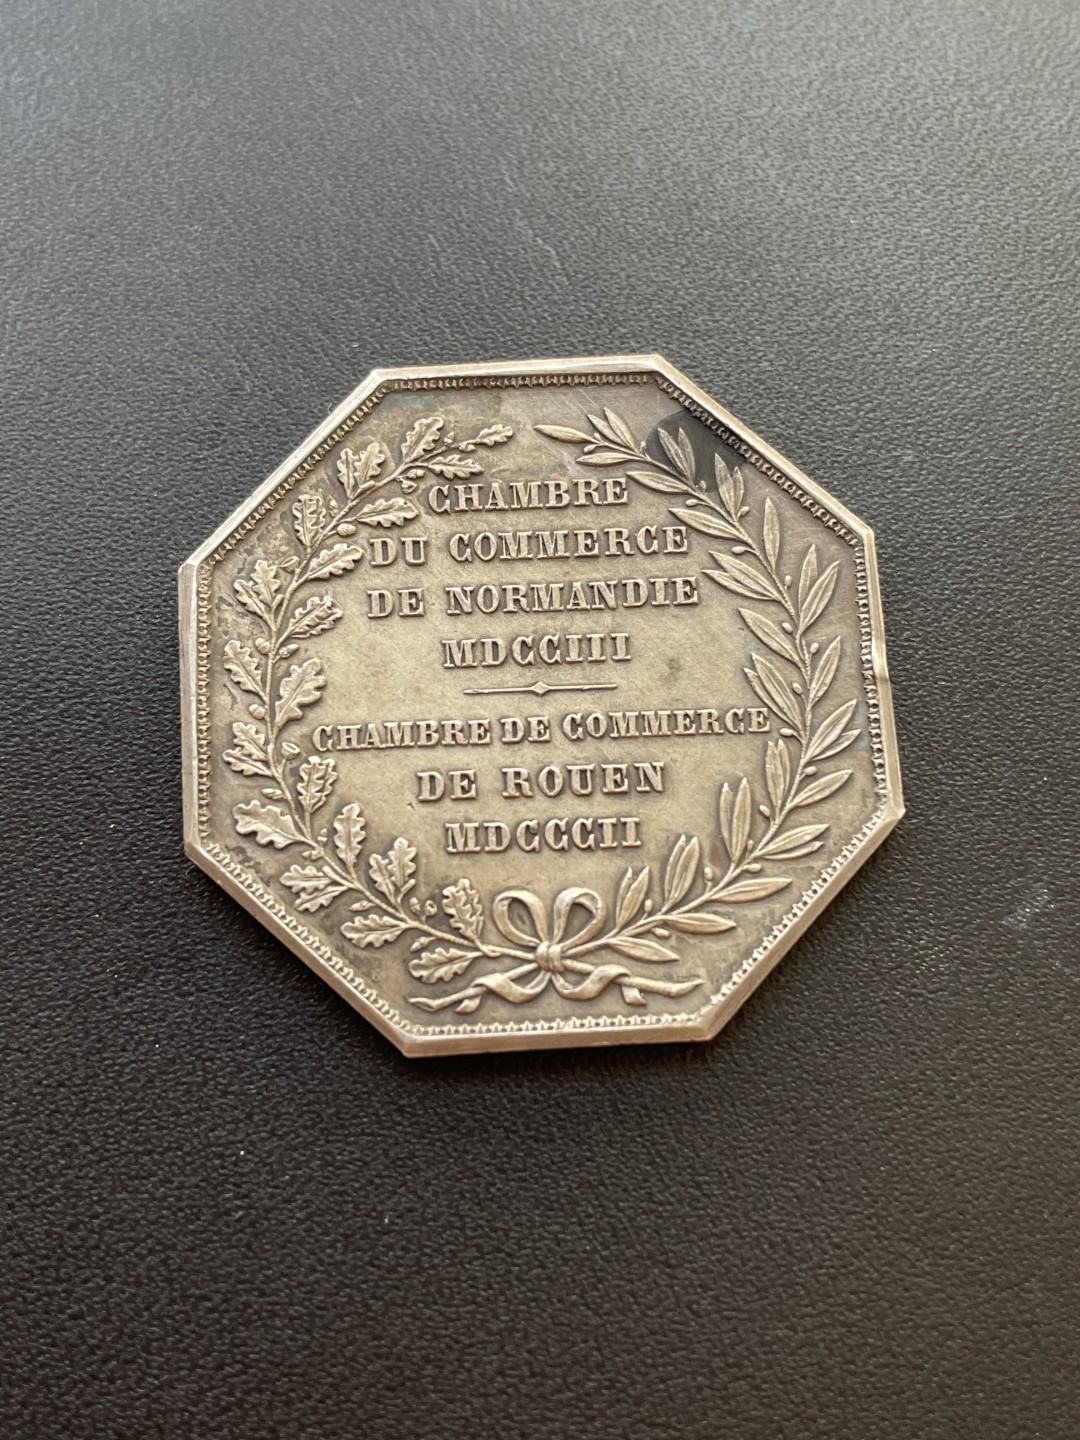 CHAMBRE
DU COMMERCE
DE NORMANDIE
MDCCIII
CHAMBRE DE COMMERCE
DE ROUEN
MDCCCII